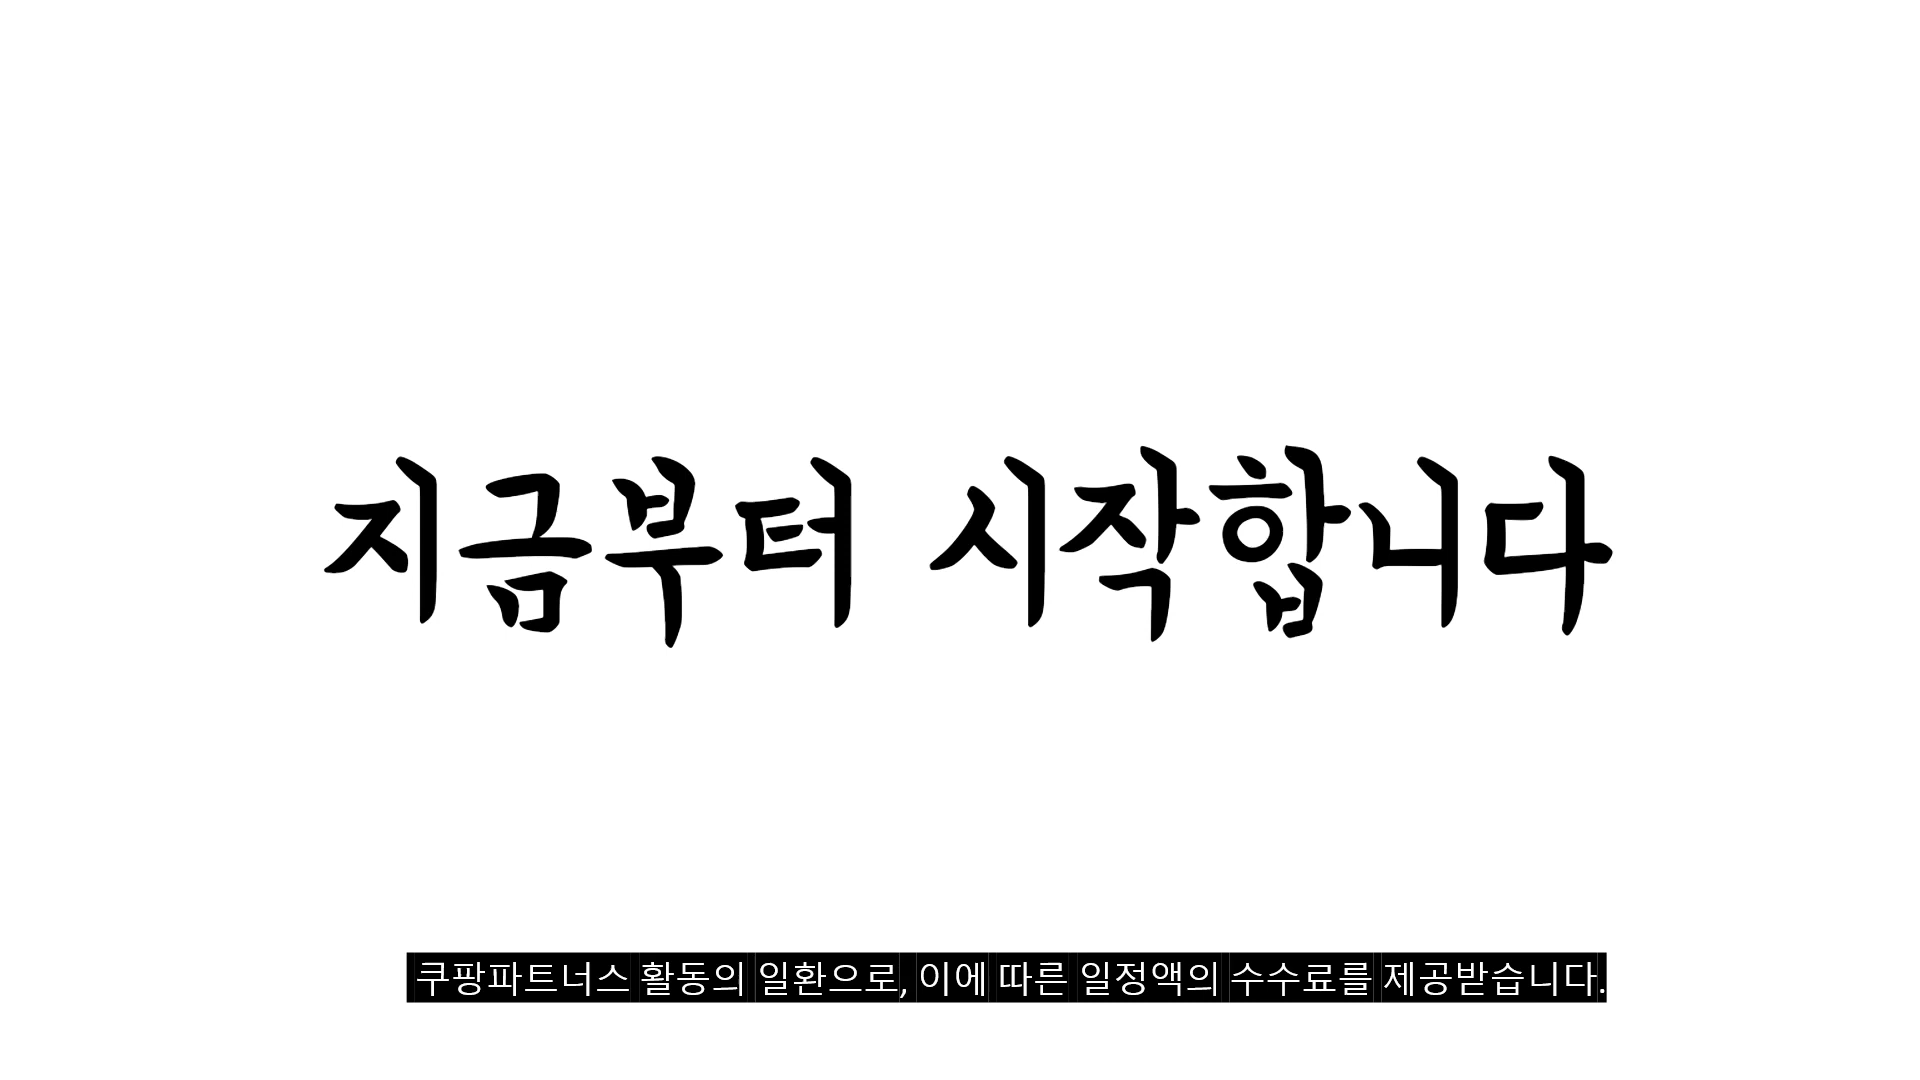 지금부터 시작합니다
쿠팡파트너스 활동의 일환으로, 이에 따른 일정액의 수수료를 제공받습니다.